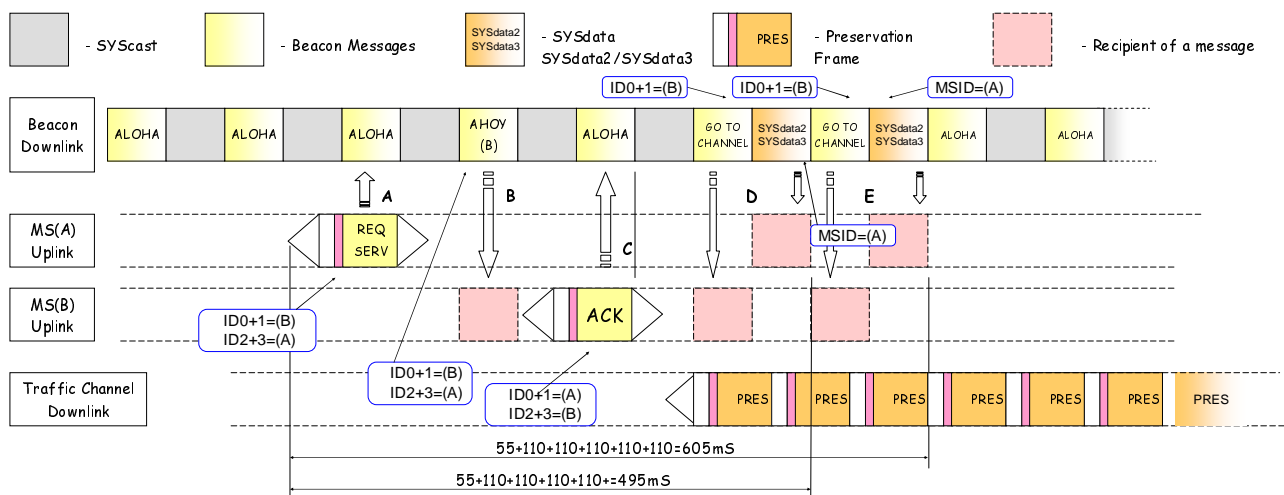 SYSdata2
SYSdata3
PRES
- SYScast
- Beacon Messages
- SYSdata
SYSdata2/SYSdata3
- Preservation
Frame
- Recipient of a message
ID0+1=(B)
ID0+1=(B)
MSID=(A)
Beacon
Downlink
ALOHA
ALOHA
ALOHA
AHOY
(B)
ALOHA
GO TO
CHANNEL
SYSdata2
SYSdata3
GO TO
CHANNEL
SYSdata2
SYSdata3
ALOHA
ALOHA
A
B
C
D
E
MS(A)
Uplink
REQ
SERV
MSID=(A)
MS(B)
Uplink
ACK
ID0+1=(B)
ID2+3=(A)
ID0+1=(B)
ID2+3=(A)
ID0+1=(A)
ID2+3=(B)
Traffic Channel
Downlink
PRES
PRES
PRES
PRES
PRES
PRES
PRES
55+110+110+110+110+110=605mS
55+110+110+110+110+=495mS